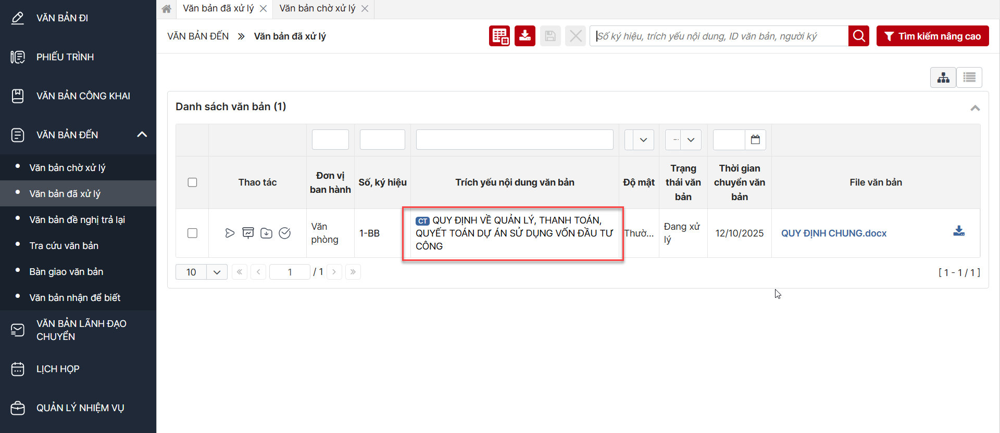 VĂN BẢN ĐI
PHIẾU TRÌNH
VĂN BẢN CÔNG KHAI
VĂN BẢN ĐẾN
Văn bản chờ xử lý
Văn bản đã xử lý
Văn bản đề nghị trả lại
Tra cứu văn bản
Bàn giao văn bản
Văn bản nhận để biết
VĂN BẢN LÃNH ĐẠO
CHUYỂN
LỊCH HỌP
QUẢN LÝ NHIỆM VỤ
Văn bản đã xử lý
Văn bản chờ xử lý
VĂN BẢN ĐẾN » Văn bản đã xử lý
Số ký hiệu, trích yếu nội dung, ID văn bản, người ký
Tìm kiếm nâng cao
Danh sách văn bản (1)
Thao tác
Đơn vị
ban hành
Số, ký hiệu
Trích yếu nội dung văn bản
Độ mật
Trạng
thái văn
bản
Thời gian
chuyển văn
bản
File văn bản
Văn
phòng
1-BB
CT QUY ĐỊNH VỀ QUẢN LÝ, THANH TOÁN,
QUYẾT TOÁN DỰ ÁN SỬ DỤNG VỐN ĐẦU TƯ
CÔNG
Thườ...
Đang xử
lý
12/10/2025
QUY ĐỊNH CHUNG.docx
10
1
/ 1
[ 1 - 1 / 1 ]